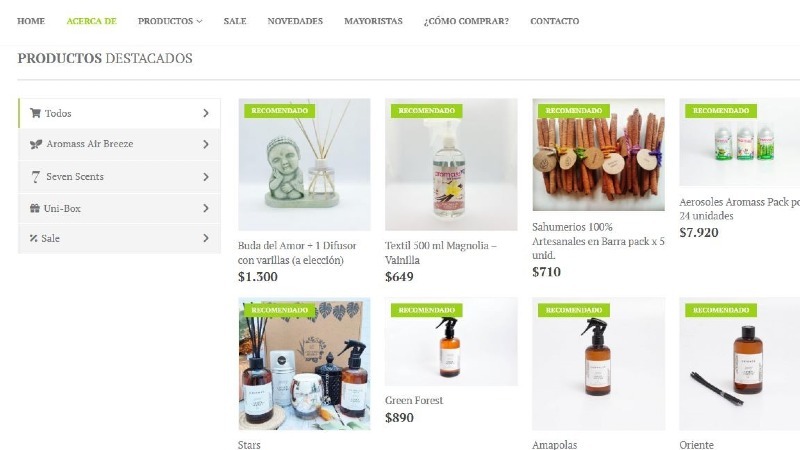 HOME ACERCA DE PRODUCTOS SALE NOVEDADES MAYORISTAS ¿CÓMO COMPRAR? CONTACTO
PRODUCTOS DESTACADOS
Todos
Aromass Air Breeze
7 Seven Scents
Uni-Box
Sale
RECOMENDADO
Buda del Amor + 1 Difusor
con varillas (a elección)
$1.300
RECOMENDADO
Textil 500 ml Magnolia –
Vainilla
$649
RECOMENDADO
Sahumerios 100%
Artesanales en Barra pack x 5
unid.
$710
RECOMENDADO
Aerosoles Aromass Pack po
24 unidades
$7.920
RECOMENDADO
Stars
RECOMENDADO
Green Forest
$890
RECOMENDADO
Amapolas
RECOMENDADO
Oriente